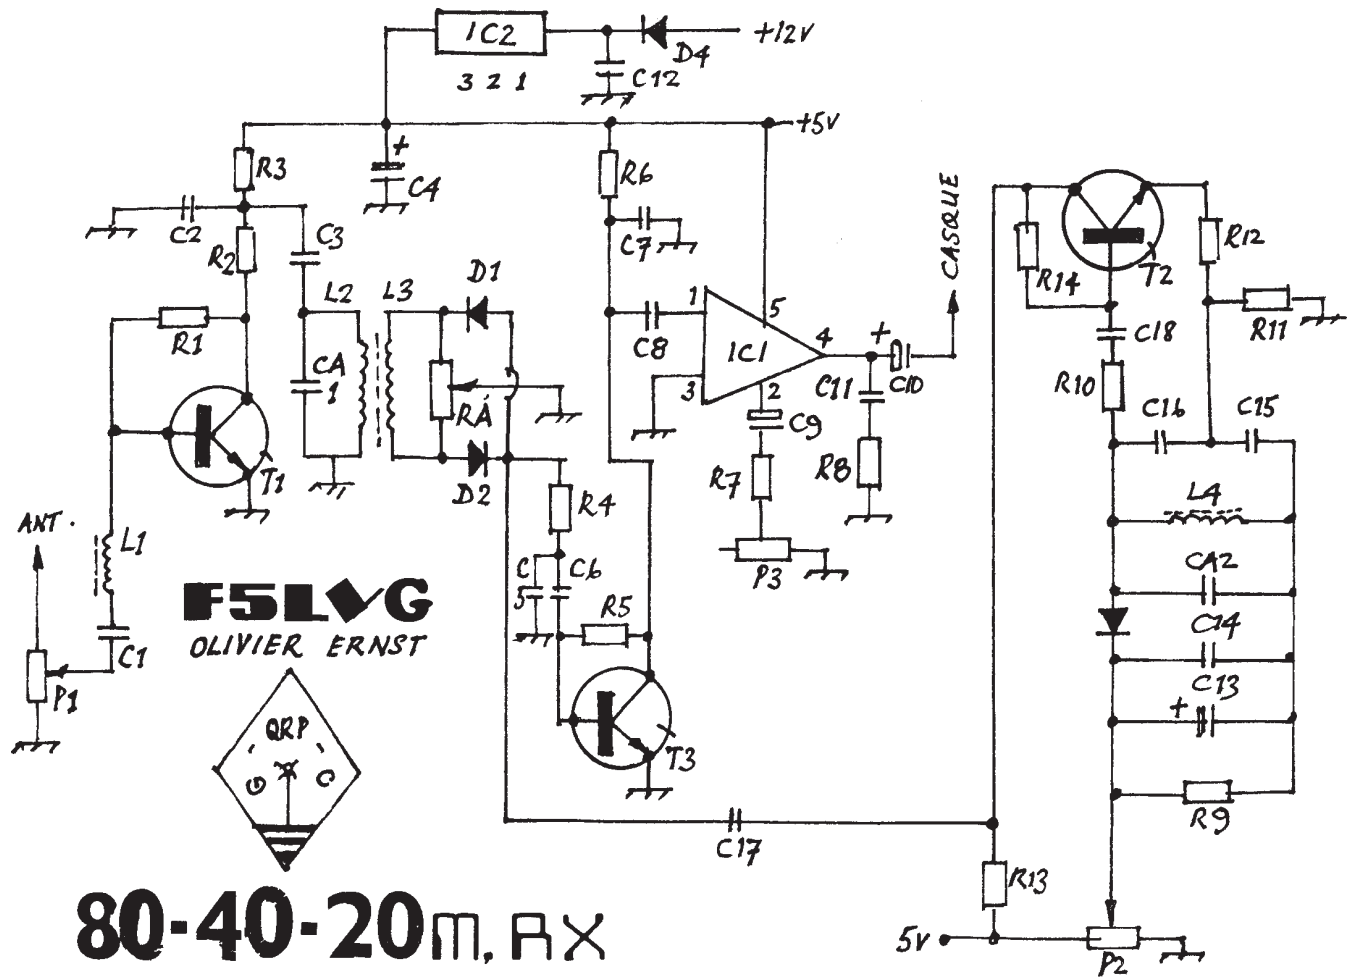 IC2
3 2 1
D4
+12V
C12
+5V
R3
+
C4
R6
C2
C3
C7
R2
CASQUE
R12
R14
T2
D1
L2
L3
R1
C8
1
5
IC1
4
3
2
+
C10
C11
C18
R11
CA
1
RA
R10
C9
C16
C15
T1
D2
R7
R8
R4
L4
ANT.
L1
P3
C
5
C6
CA2
F5LVG
OLIVIER ERNST
R5
C14
C1
P1
C13
+
QRP
T3
G
C
R9
C17
R13
80-40-20m. RX
5V
P2